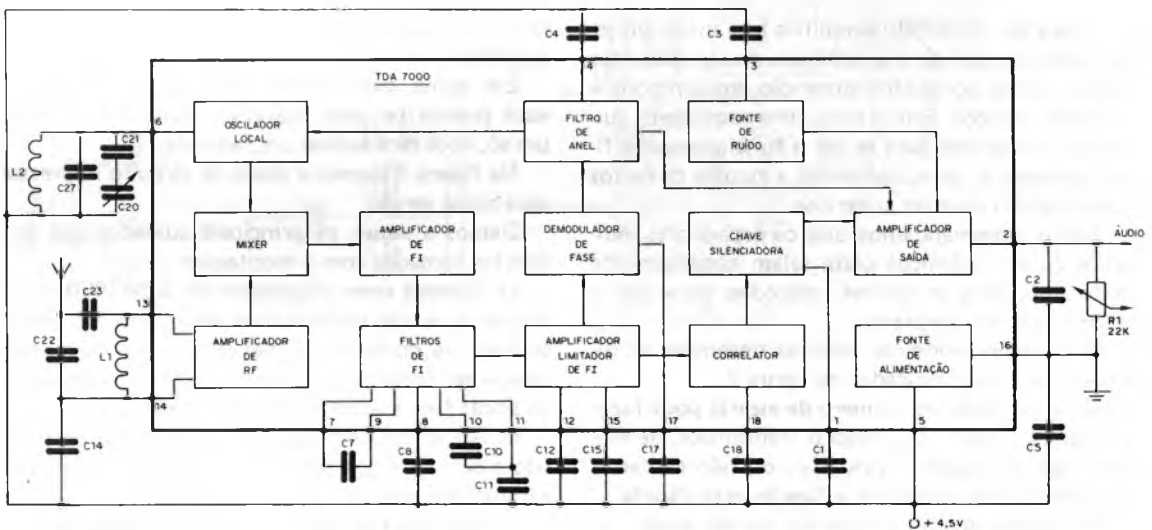 C4
C3
4
3
TDA 7000
6
OSCILADOR
LOCAL
FILTRO
DE
ANEL
FONTE
DE
RUÍDO
L2
C27
C21
C20
MIXER
AMPLIFICADOR
DE
FI
DEMODULADOR
DE FASE
CHAVE
SILENCIADORA
AMPLIFICADOR
DE
SAÍDA
2
ÁUDIO
C2
R1
22K
C23
13
C22
L1
14
AMPLIFICADOR
DE
RF
FILTROS
DE
FI
AMPLIFICADOR
LIMITADOR
DE FI
CORRELATOR
FONTE
DE
ALIMENTAÇÃO
16
7
9
8
10
11
12
15
17
18
1
5
C14
C7
C8
C10
C11
C12
C15
C17
C18
C1
C5
+ 4,5V